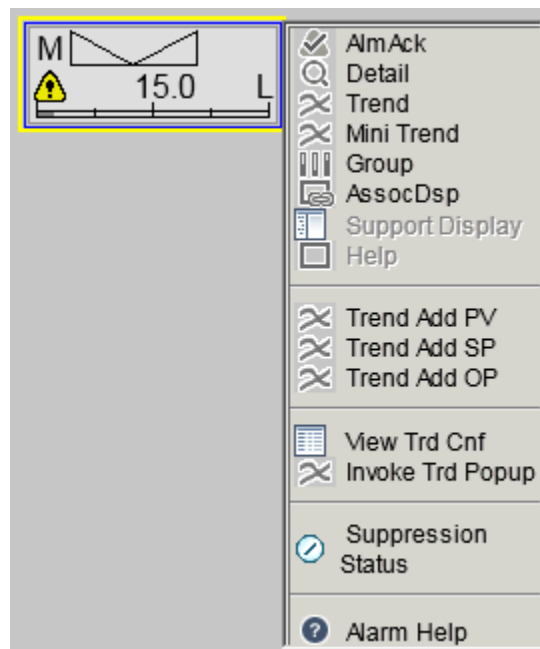 M
15.0 L
AlmAck
Detail
Trend
Mini Trend
Group
AssocDsp
Support Display
Help
Trend Add PV
Trend Add SP
Trend Add OP
View Trd Cnf
Invoke Trd Popup
Suppression
Status
Alarm Help